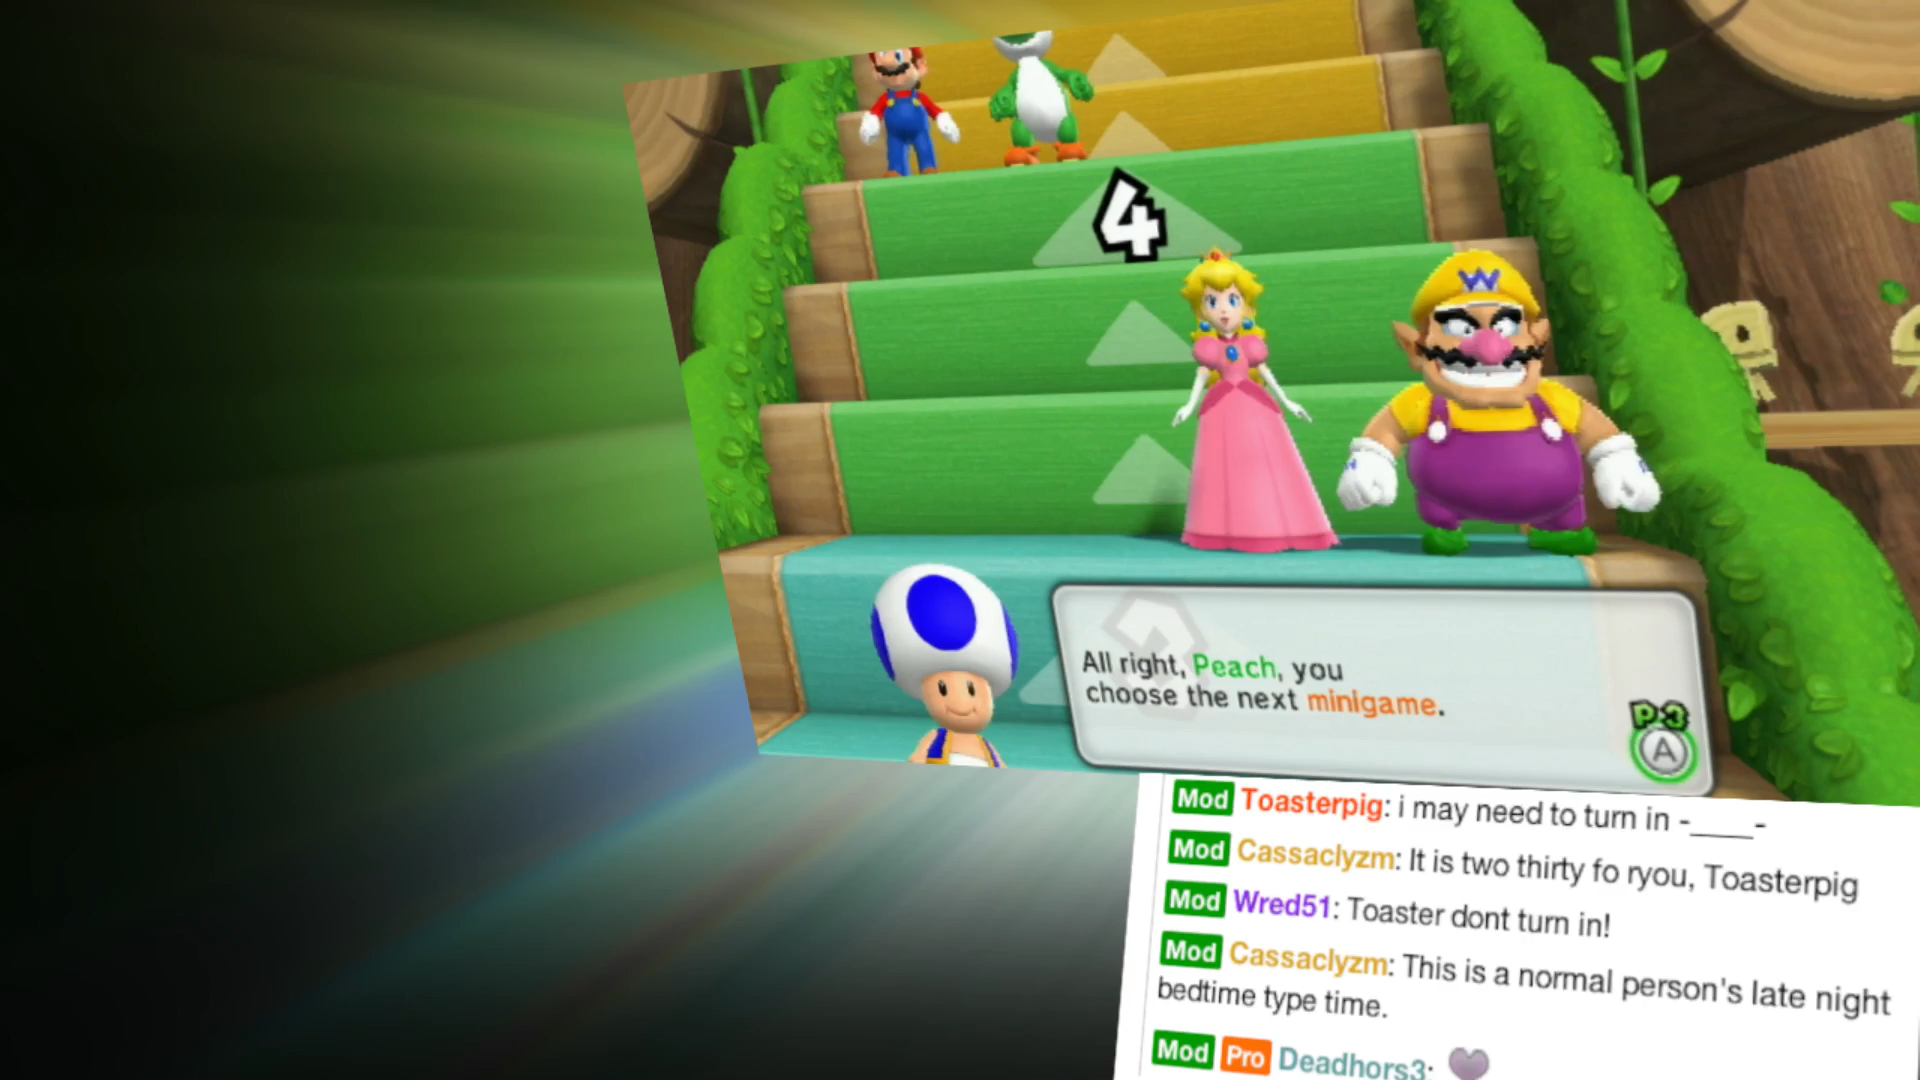 4
W
All right, Peach, you
choose the next minigame.
P3
A
Mod Toasterpig: i may need to turn in -____-
Mod Cassaclyzm: It is two thirty fo ryou, Toasterpig
Mod Wred51: Toaster dont turn in!
Mod Cassaclyzm: This is a normal person's late night
bedtime type time.
Mod Pro Deadhors3: